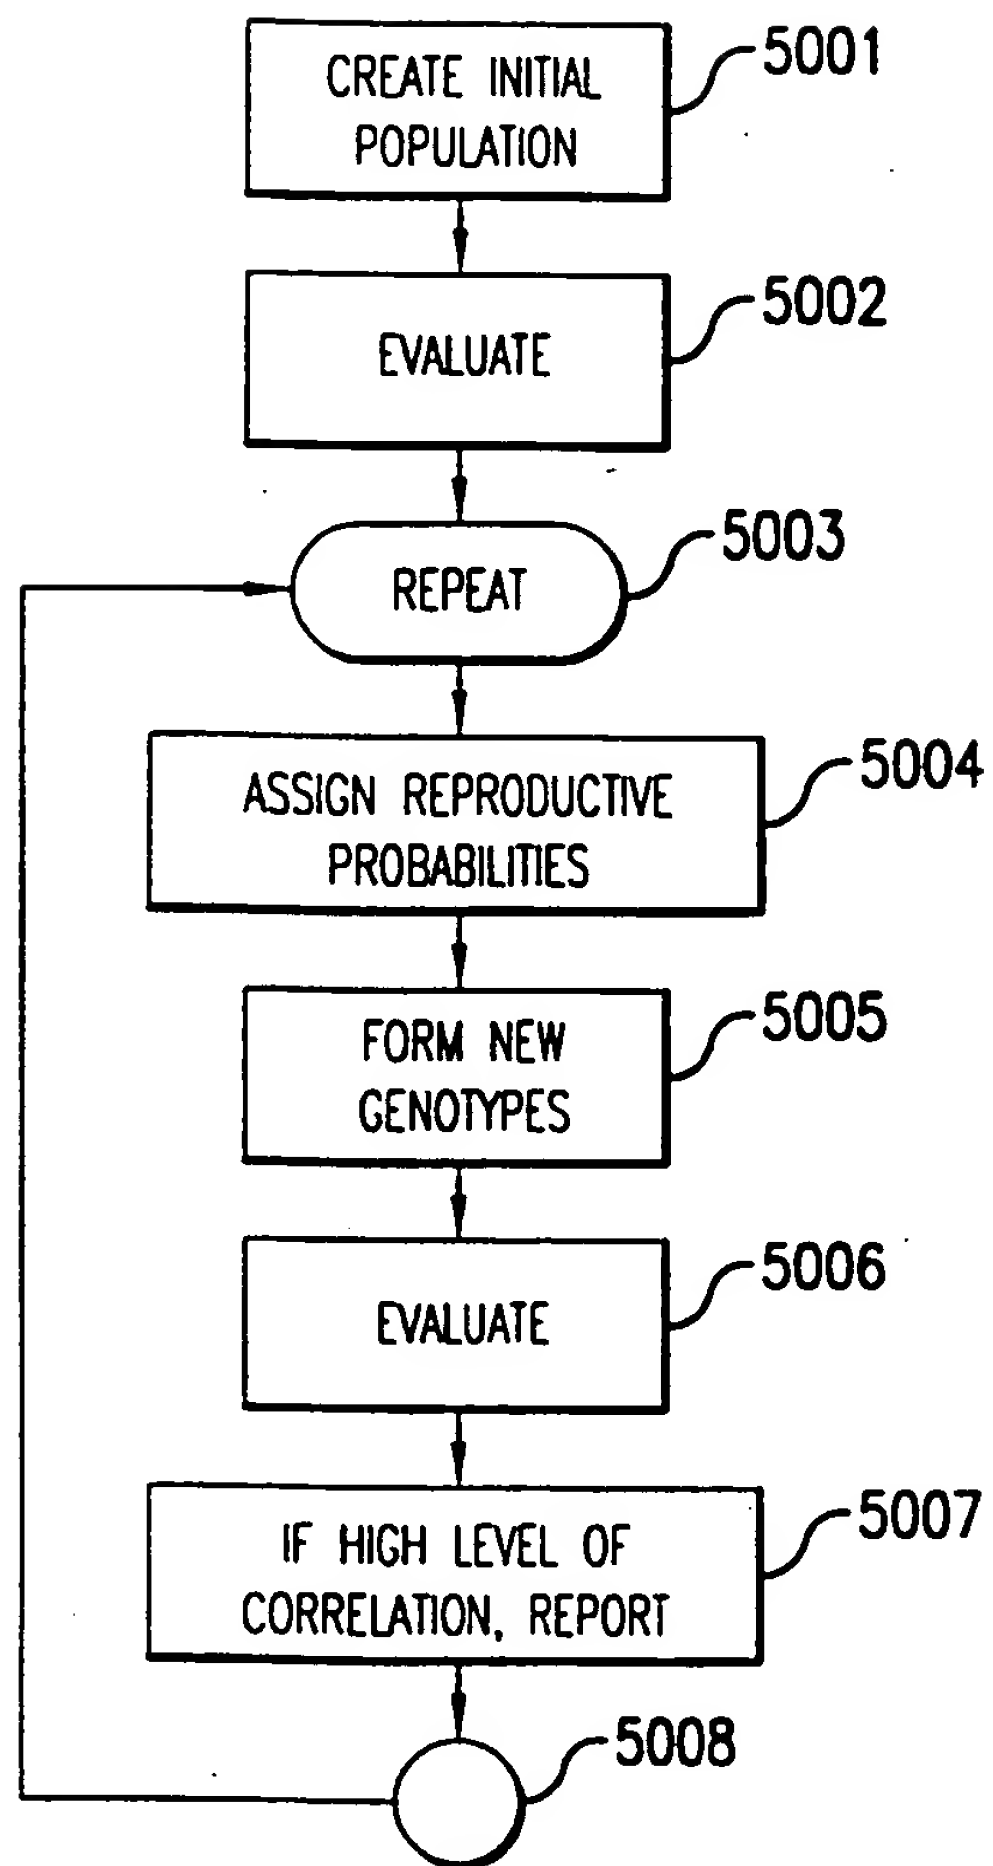 CREATE INITIAL
POPULATION
5001
EVALUATE
5002
REPEAT
5003
ASSIGN REPRODUCTIVE
PROBABILITIES
5004
FORM NEW
GENOTYPES
5005
EVALUATE
5006
IF HIGH LEVEL OF
CORRELATION, REPORT
5007
5008